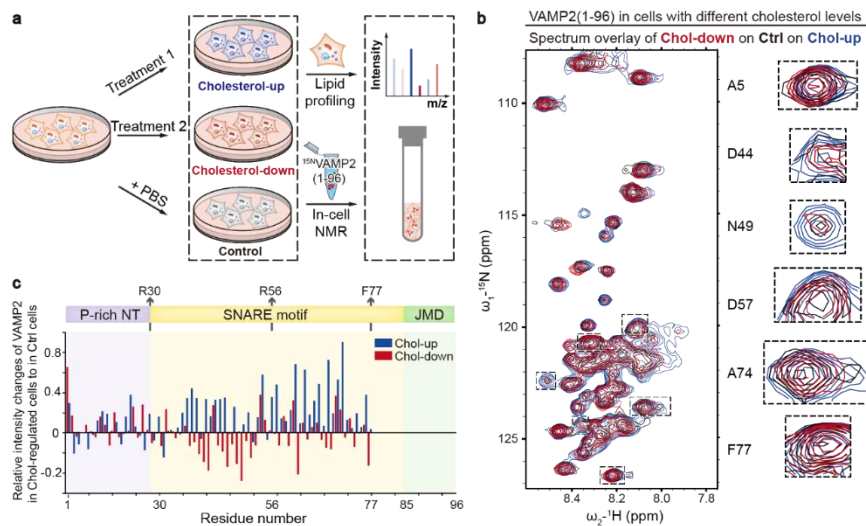 a
Treatment 1
Treatment 2
+ PBS
Cholesterol-up
Cholesterol-down
Control
Lipid
profiling
¹⁵NVAMP2
(1-96)
In-cell
NMR
Intensity
m/z
b
VAMP2(1-96) in cells with different cholesterol levels
Spectrum overlay of Chol-down on Ctrl on Chol-up
ω₁-¹⁵N (ppm)
110
115
120
125
8.4 8.2 8.0 7.8
ω₂-¹H (ppm)
A5
D44
N49
D57
A74
F77
c
R30 R56 F77
P-rich NT SNARE motif JMD
Chol-up
Chol-down
Relative intensity changes of VAMP2
in Chol-regulated cells to in Ctrl cells
0.8
0.4
0
-0.2
1 30 56 77 85 96
Residue number